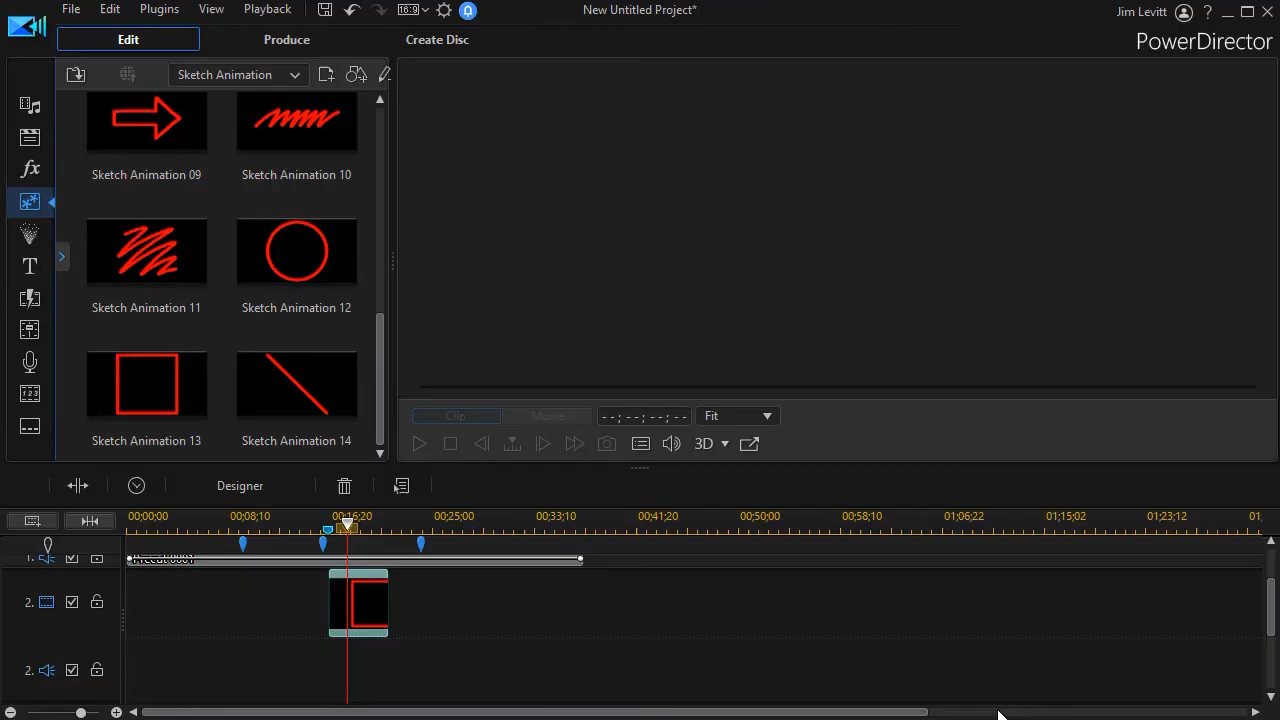 File Edit Plugins View Playback 16:9 New Untitled Project* Jim Levitt ?
Edit Produce Create Disc PowerDirector
Sketch Animation
Sketch Animation 09 Sketch Animation 10
Sketch Animation 11 Sketch Animation 12
Sketch Animation 13 Sketch Animation 14
fx
T
Clip Movie --;--;--;-- Fit
3D
Designer
00;00;00 00;08;10 00;16;20 00;25;00 00;33;10 00;41;20 00;50;00 00;58;10 01;06;22 01;15;02 01;23;12 01;
1.
2.
2.